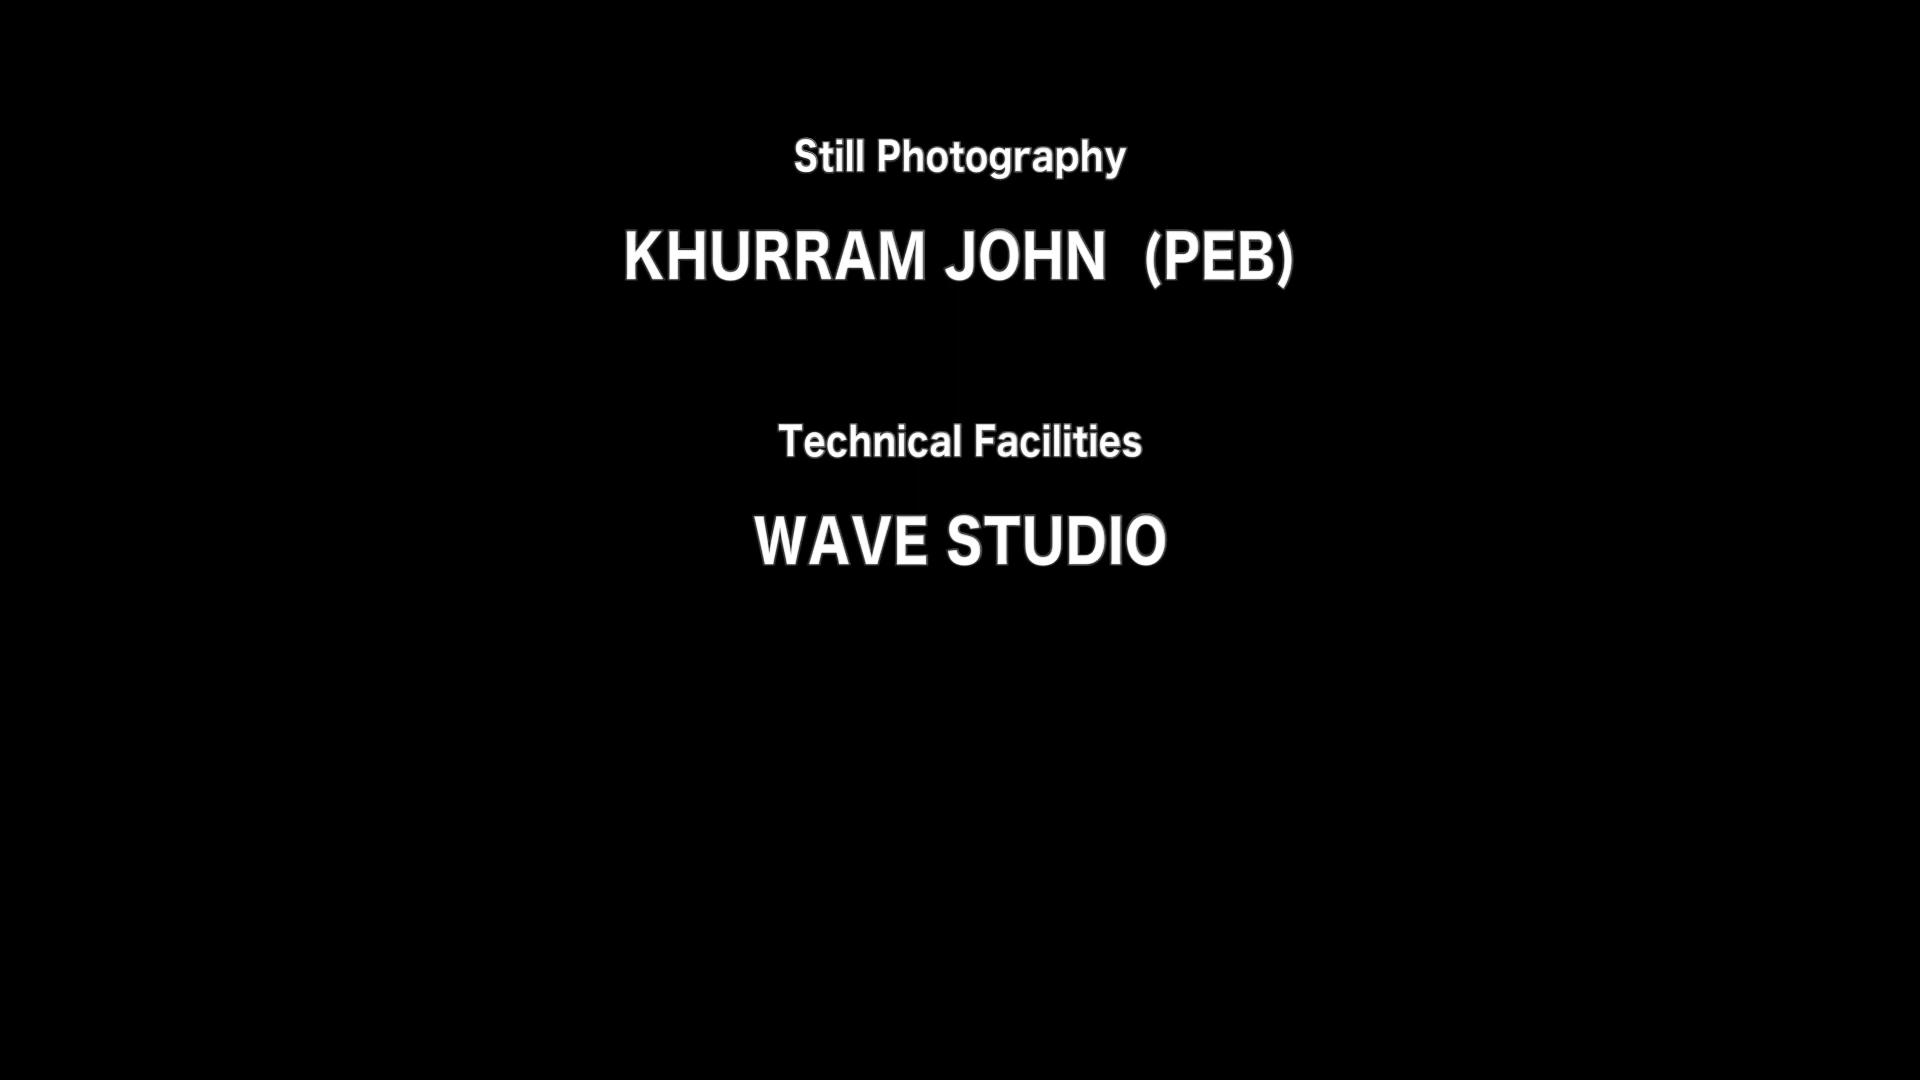 Still Photography
KHURRAM JOHN  (PEB)
Technical Facilities
WAVE STUDIO